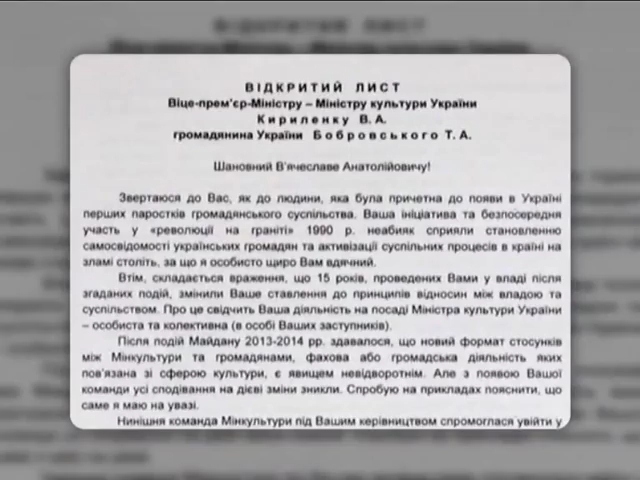 ВІДКРИТИЙ ЛИСТ
Віце-прем'єр-Міністру – Міністру культури України
Кириленку В. А.
громадянина України Бобровського Т. А.
Шановний В'ячеславе Анатолійовичу!
Звертаюся до Вас, як до людини, яка була причетна до появи в Україні
перших паростків громадянського суспільства. Ваша ініціатива та безпосередня
участь у «революції на граніті» 1990 р. неабияк сприяли становленню
самосвідомості українських громадян та активізації суспільних процесів в країні на
зламі століть, за що я особисто щиро Вам вдячний.
Втім, складається враження, що 15 років, проведених Вами у владі після
згаданих подій, змінили Ваше ставлення до принципів відносин між владою та
суспільством. Про це свідчить Ваша діяльність на посаді Міністра культури України
– особиста та колективна (в особі Ваших заступників).
Після подій Майдану 2013-2014 рр. здавалося, що новий формат стосунків
між Мінкультури та громадянами, фахова або громадська діяльність яких
пов'язана зі сферою культури, є явищем невідворотнім. Але з появою Вашої
команди усі сподівання на дієві зміни зникли. Спробую на прикладах пояснити, що
саме я маю на увазі.
Нинішня команда Мінкультури під Вашим керівництвом спромоглася увійти у